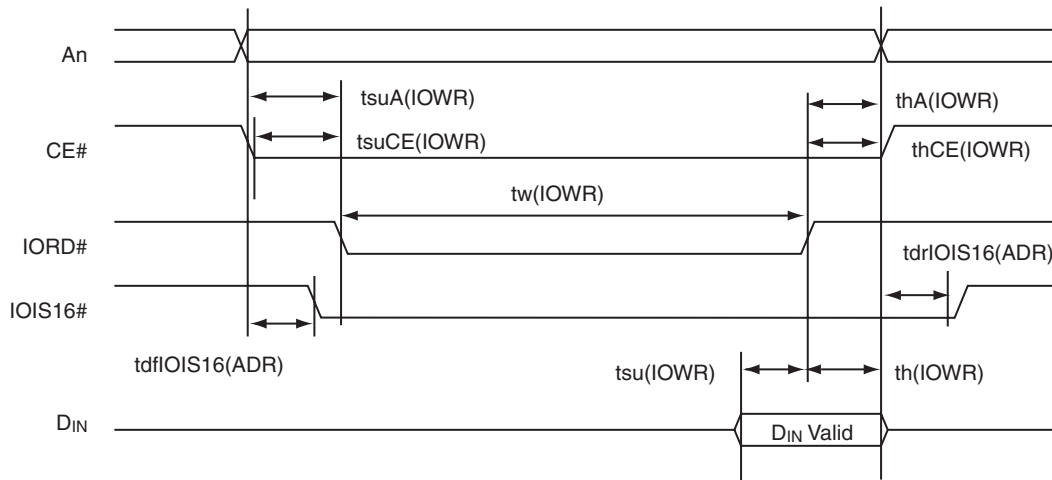 An
tsuA(IOWR)
thA(IOWR)
CE#
tsuCE(IOWR)
thCE(IOWR)
tw(IOWR)
IORD#
tdrIOIS16(ADR)
IOIS16#
tdfIOIS16(ADR)
tsu(IOWR)
th(IOWR)
DIN
DIN Valid